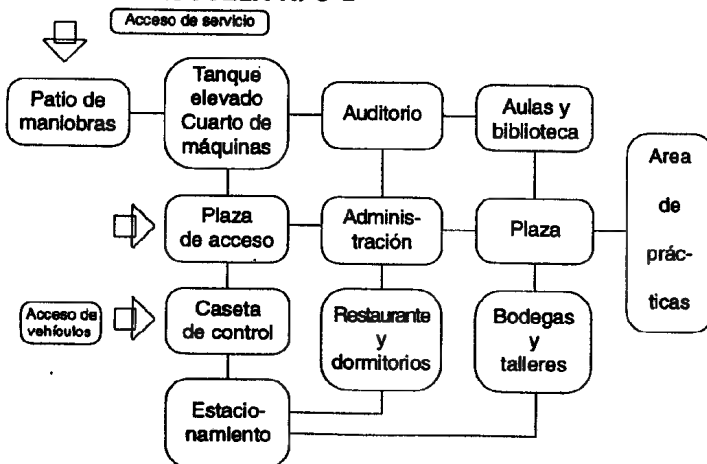 Acceso de servicio
Patio de
maniobras
Tanque
elevado
Cuarto de
máquinas
Auditorio
Aulas y
biblioteca
Area
de
prác-
ticas
Plaza
de acceso
Adminis-
tración
Plaza
Acceso de
vehículos
Caseta
de control
Restaurante
y
dormitorios
Bodegas
y
talleres
Estacio-
namiento